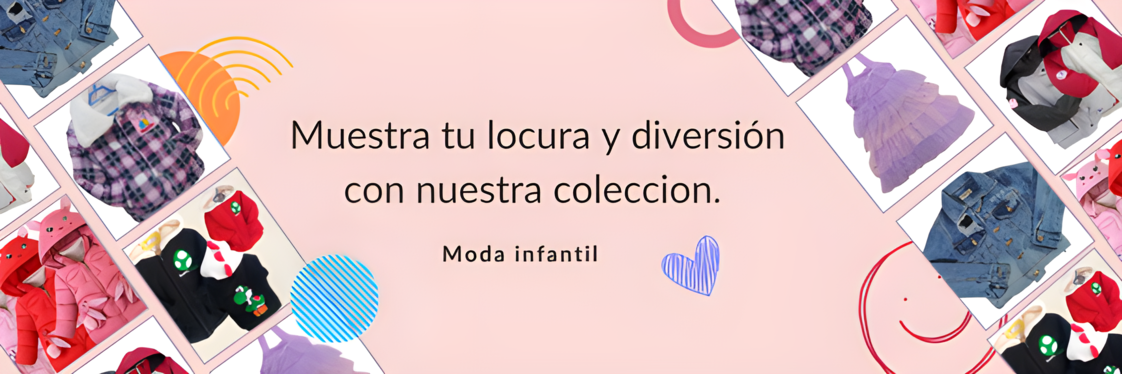 Muestra tu locura y diversión
con nuestra coleccion.
Moda infantil